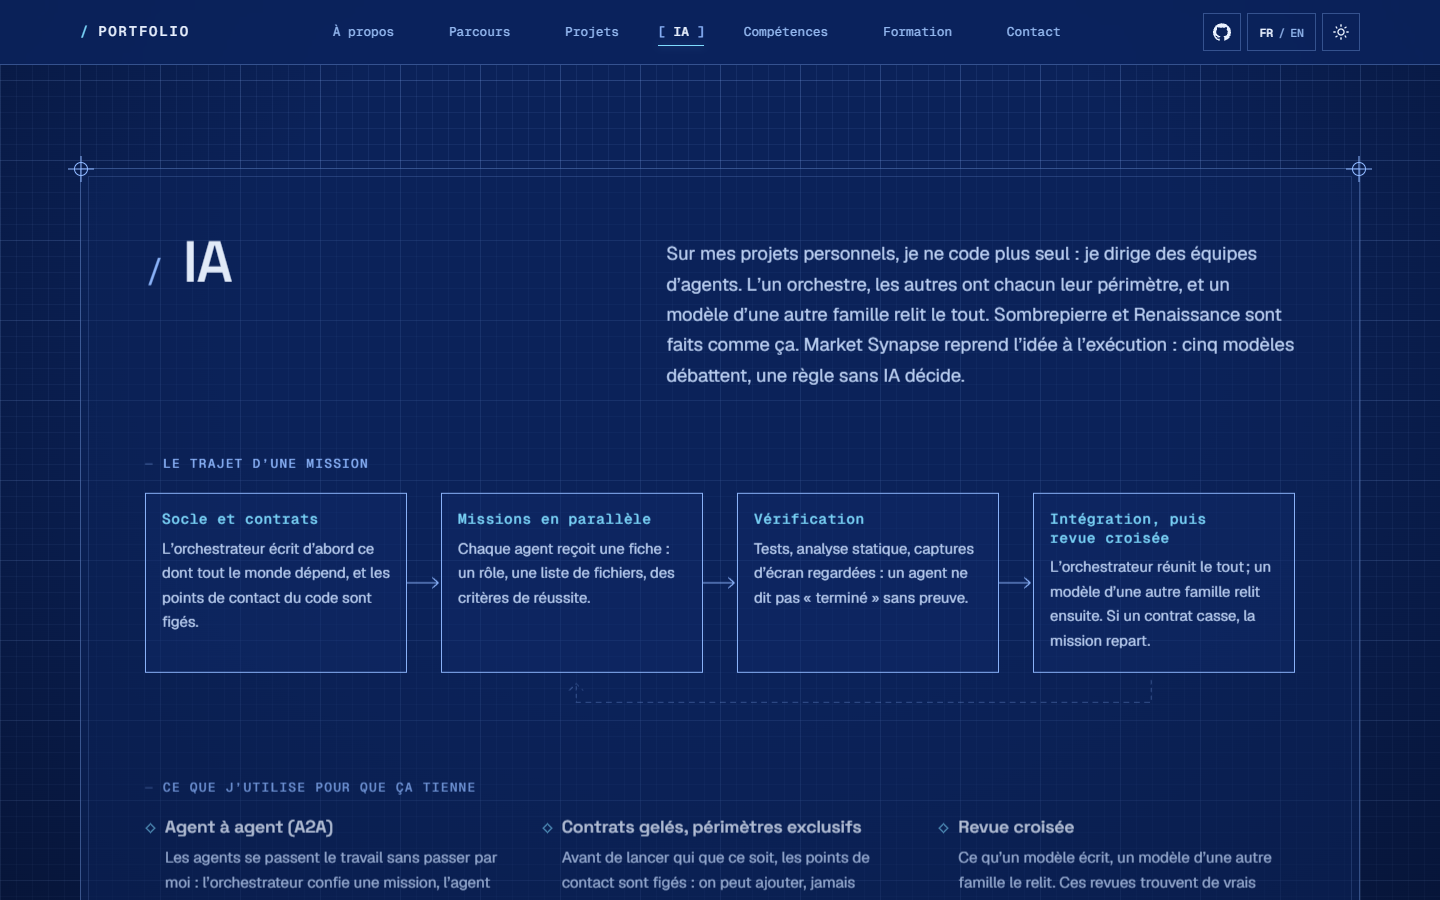 / PORTFOLIO
À propos
Parcours
Projets
[ IA ]
Compétences
Formation
Contact
FR / EN
/ IA
Sur mes projets personnels, je ne code plus seul : je dirige des équipes
d’agents. L’un orchestre, les autres ont chacun leur périmètre, et un
modèle d’une autre famille relit le tout. Sombrepierre et Renaissance sont
faits comme ça. Market Synapse reprend l’idée à l’exécution : cinq modèles
débattent, une règle sans IA décide.
— LE TRAJET D’UNE MISSION
Socle et contrats
L’orchestrateur écrit d’abord ce
dont tout le monde dépend, et les
points de contact du code sont
figés.
Missions en parallèle
Chaque agent reçoit une fiche :
un rôle, une liste de fichiers, des
critères de réussite.
Vérification
Tests, analyse statique, captures
d’écran regardées : un agent ne
dit pas « terminé » sans preuve.
Intégration, puis
revue croisée
L’orchestrateur réunit le tout ; un
modèle d’une autre famille relit
ensuite. Si un contrat casse, la
mission repart.
— CE QUE J’UTILISE POUR QUE ÇA TIENNE
Agent à agent (A2A)
Les agents se passent le travail sans passer par
moi : l’orchestrateur confie une mission, l’agent
Contrats gelés, périmètres exclusifs
Avant de lancer qui que ce soit, les points de
contact sont figés : on peut ajouter, jamais
Revue croisée
Ce qu’un modèle écrit, un modèle d’une autre
famille le relit. Ces revues trouvent de vrais